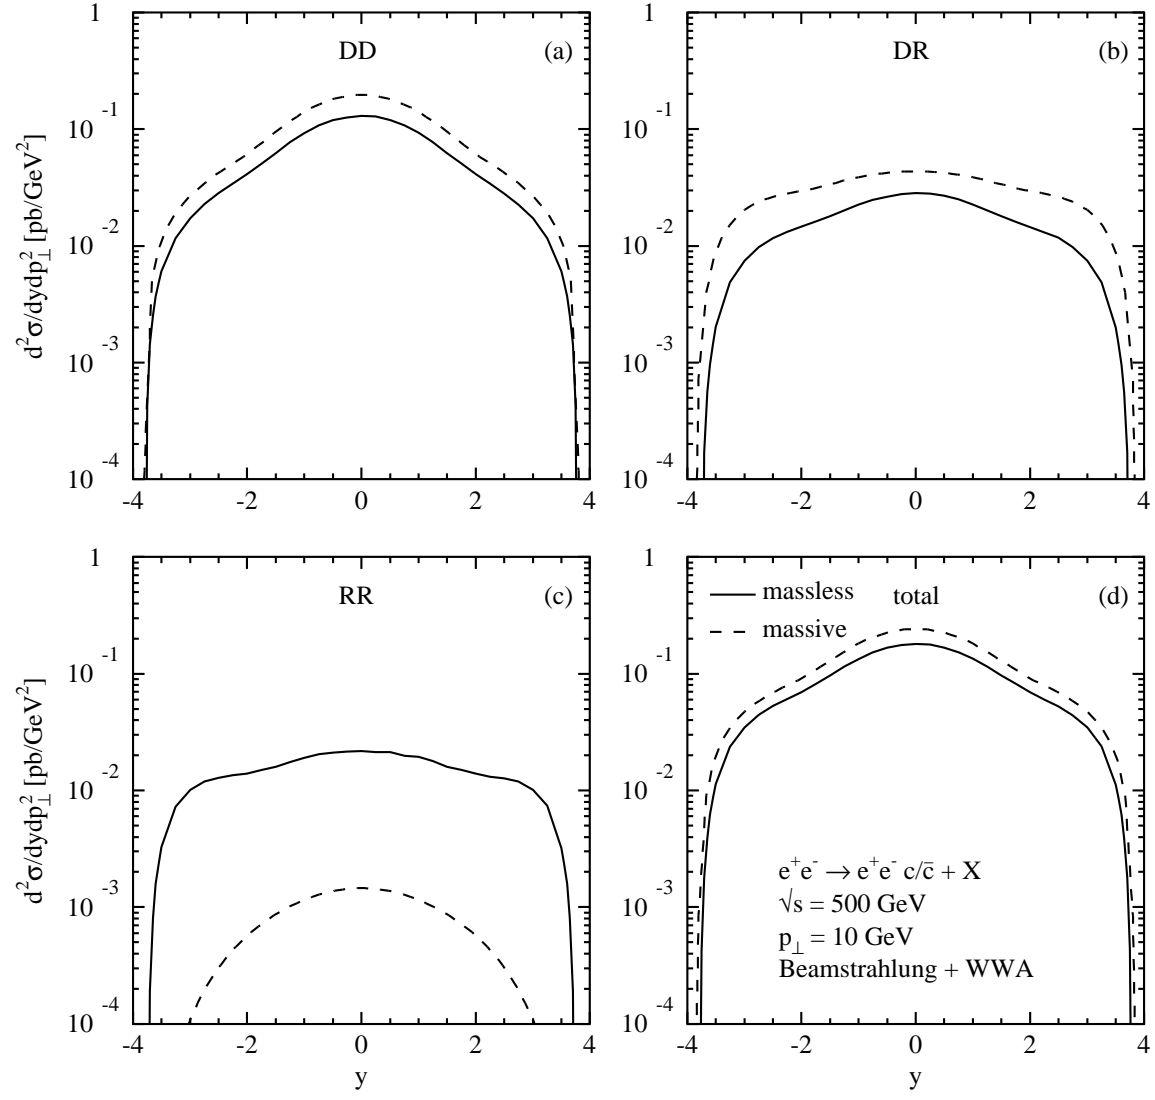 1
10^-1
10^-2
10^-3
10^-4
-4 -2 0 2 4
d^2σ/dydp_⊥^2 [pb/GeV^2]
DD
(a)
1
10^-1
10^-2
10^-3
10^-4
-4 -2 0 2 4
DR
(b)
1
10^-1
10^-2
10^-3
10^-4
-4 -2 0 2 4
y
d^2σ/dydp_⊥^2 [pb/GeV^2]
RR
(c)
1
10^-1
10^-2
10^-3
10^-4
-4 -2 0 2 4
y
massless
massive
total
(d)
e^+e^- → e^+e^- c/c̄ + X
√s = 500 GeV
p_⊥ = 10 GeV
Beamstrahlung + WWA